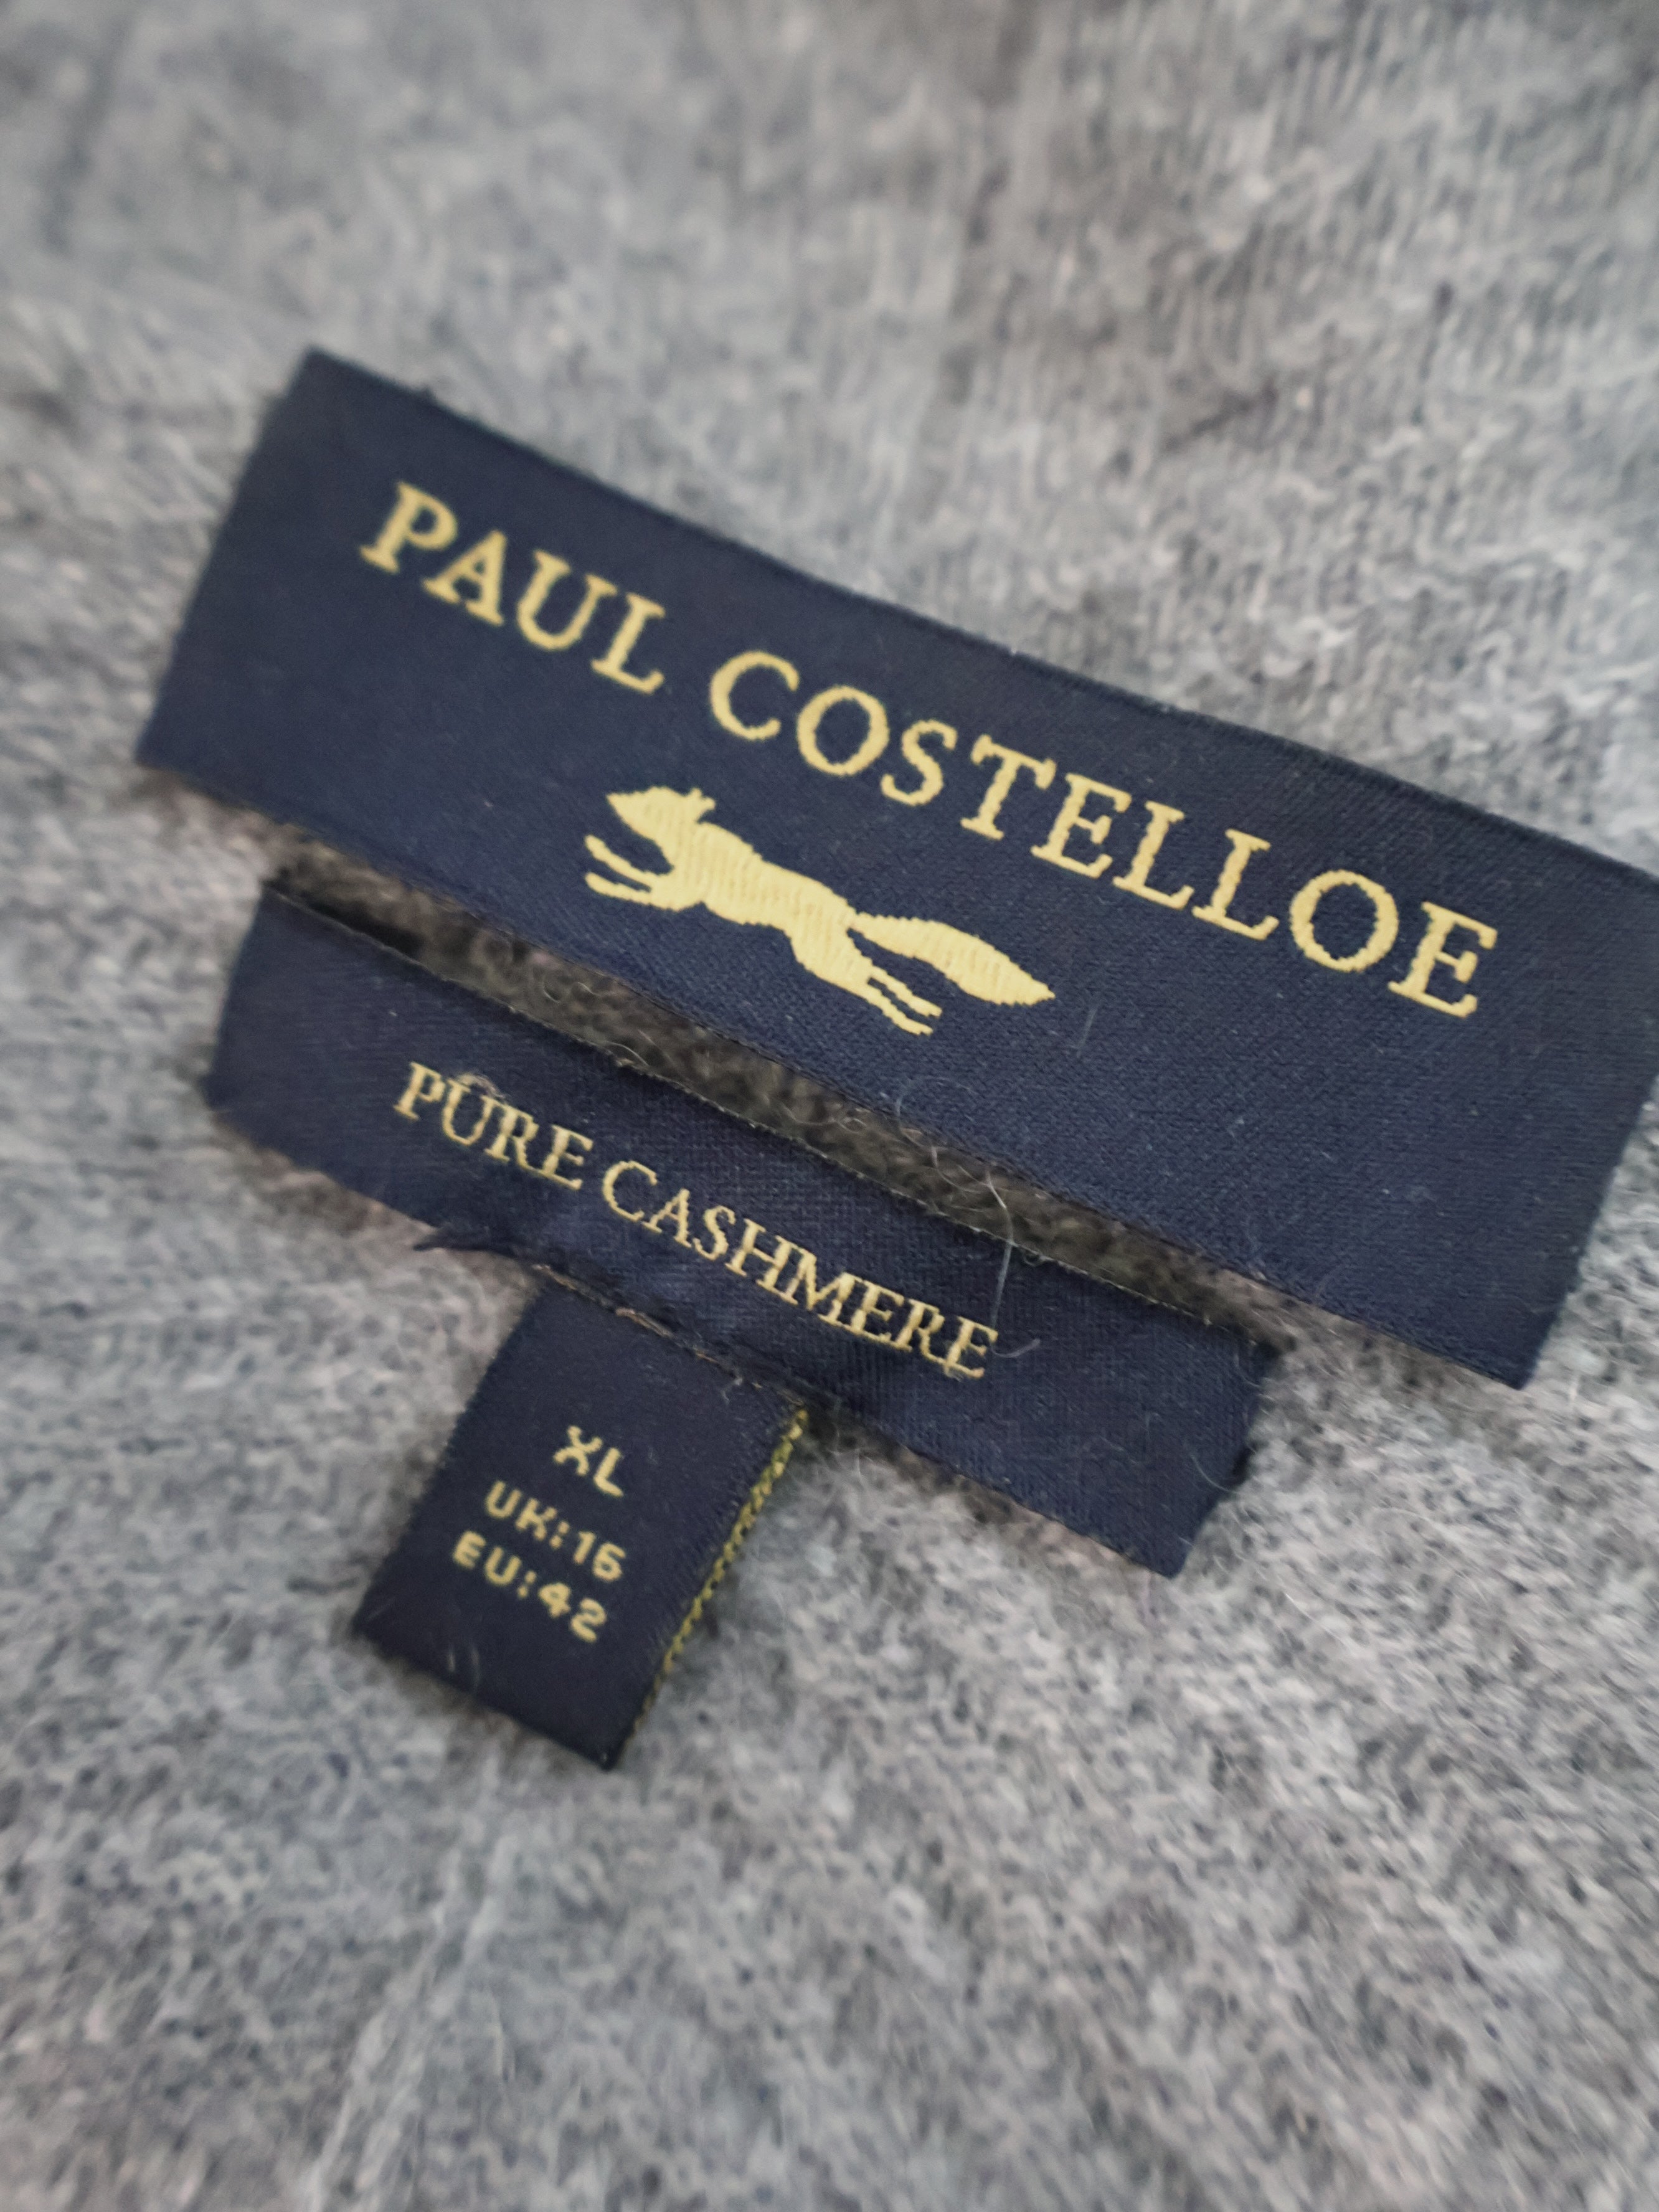 PAUL COSTELLOE
PURE CASHMERE
XL
UK:16
EU:42